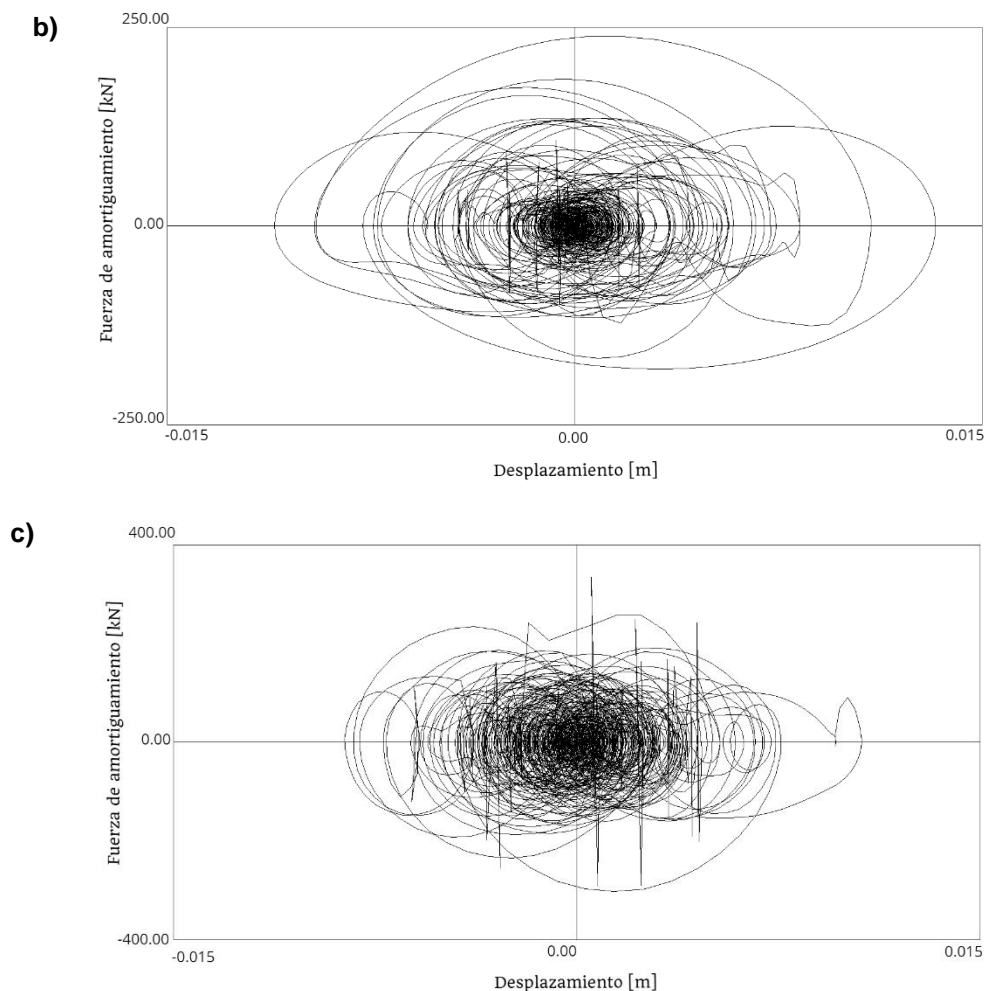 b)
250.00
Fuerza de amortiguamiento [kN]
0.00
-250.00
-0.015
0.00
0.015
Desplazamiento [m]
c)
400.00
Fuerza de amortiguamiento [kN]
0.00
-400.00
-0.015
0.00
0.015
Desplazamiento [m]